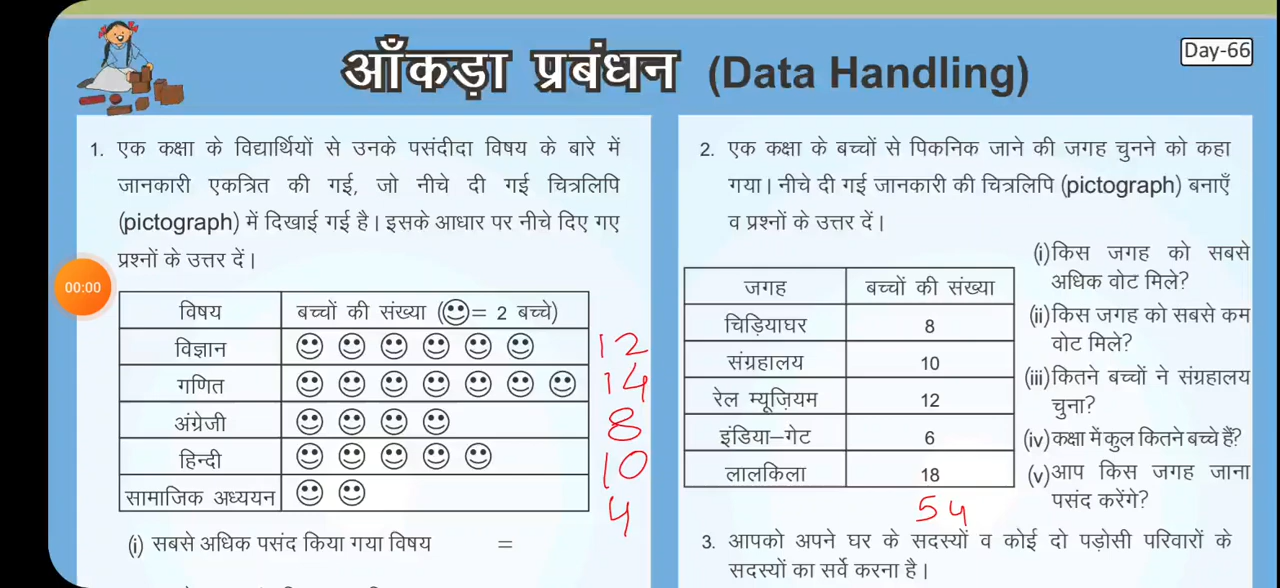 आँकड़ा प्रबंधन (Data Handling)
Day-66
1. एक कक्षा के विद्यार्थियों से उनके पसंदीदा विषय के बारे में
जानकारी एकत्रित की गई, जो नीचे दी गई चित्रलिपि
(pictograph) में दिखाई गई है। इसके आधार पर नीचे दिए गए
प्रश्नों के उत्तर दें।
00:00
विषय बच्चों की संख्या (☺= 2 बच्चे)
विज्ञान 12
गणित 14
अंग्रेजी 8
हिन्दी 10
सामाजिक अध्ययन 4
(i) सबसे अधिक पसंद किया गया विषय =
2. एक कक्षा के बच्चों से पिकनिक जाने की जगह चुनने को कहा
गया। नीचे दी गई जानकारी की चित्रलिपि (pictograph) बनाएँ
व प्रश्नों के उत्तर दें।
जगह बच्चों की संख्या
चिड़ियाघर 8
संग्रहालय 10
रेल म्यूज़ियम 12
इंडिया–गेट 6
लालकिला 18
54
(i) किस जगह को सबसे
अधिक वोट मिले?
(ii) किस जगह को सबसे कम
वोट मिले?
(iii) कितने बच्चों ने संग्रहालय
चुना?
(iv) कक्षा में कुल कितने बच्चे हैं?
(v) आप किस जगह जाना
पसंद करेंगे?
3. आपको अपने घर के सदस्यों व कोई दो पड़ोसी परिवारों के
सदस्यों का सर्वे करना है।